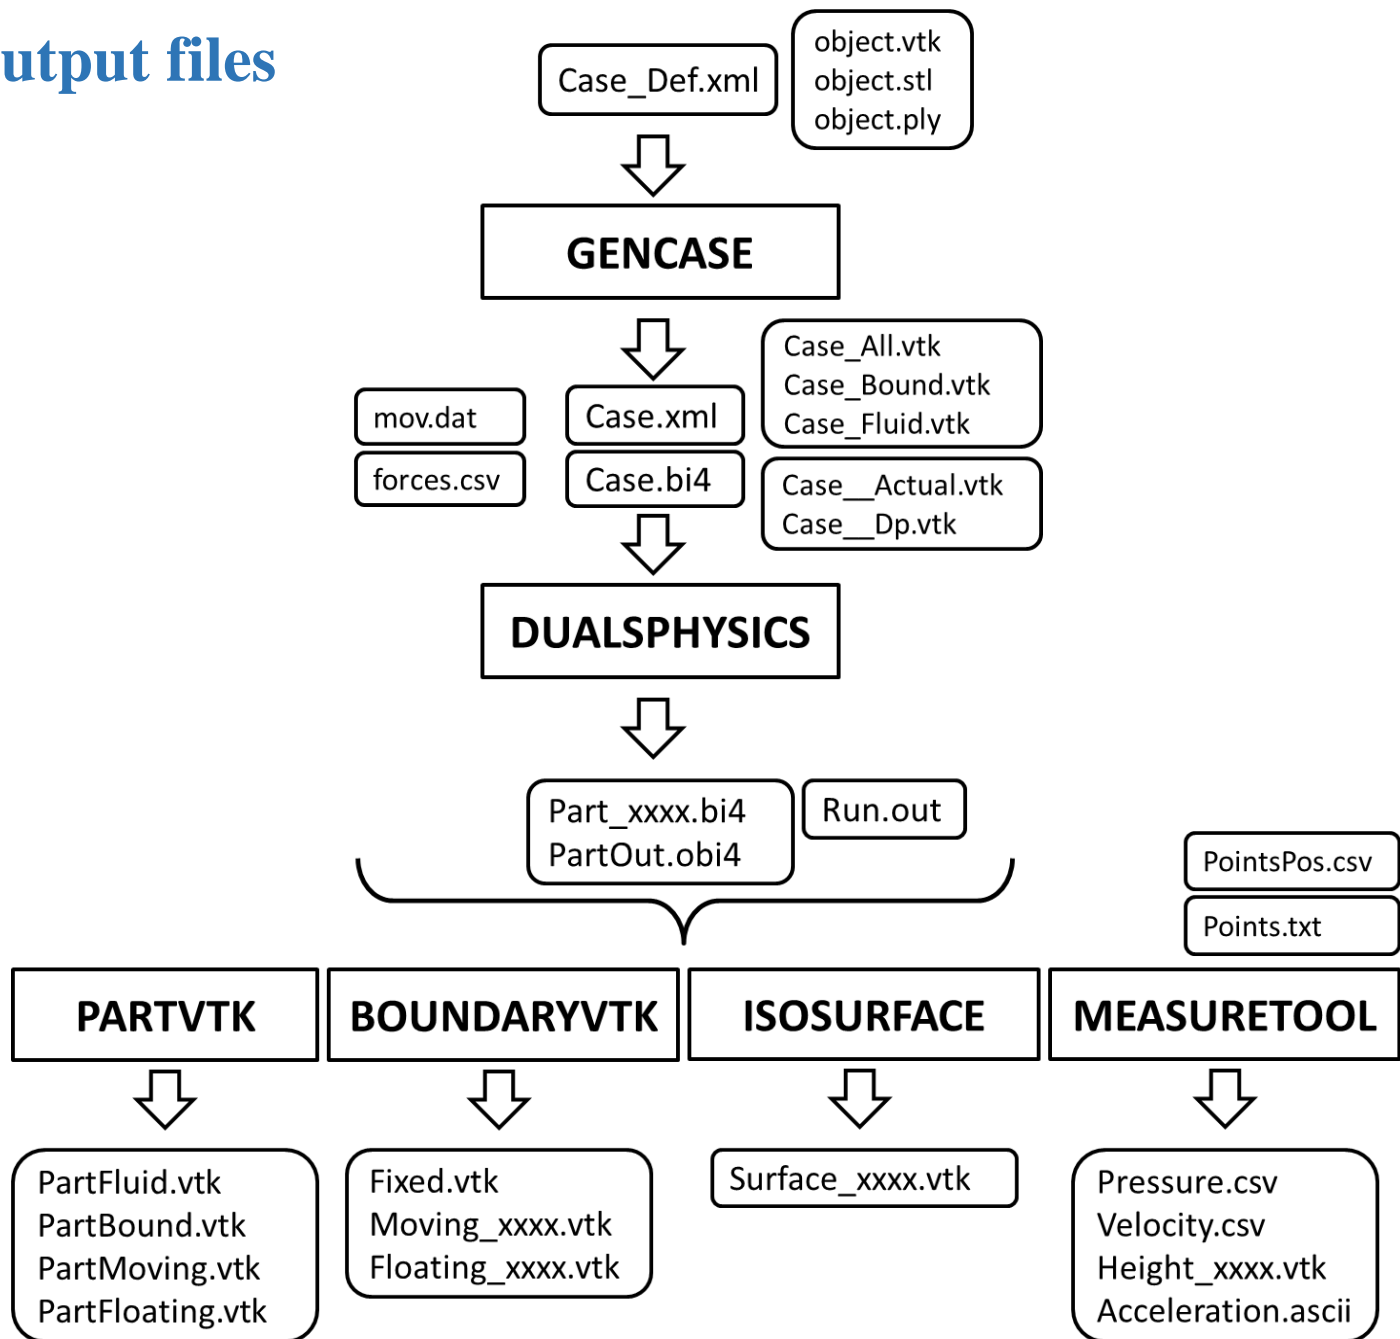 utput files
Case_Def.xml
object.vtk
object.stl
object.ply
GENCASE
Case_All.vtk
Case_Bound.vtk
Case_Fluid.vtk
mov.dat
Case.xml
forces.csv
Case.bi4
Case__Actual.vtk
Case__Dp.vtk
DUALSPHYSICS
Part_xxxx.bi4
PartOut.obi4
Run.out
PointsPos.csv
Points.txt
PARTVTK
BOUNDARYVTK
ISOSURFACE
MEASURETOOL
PartFluid.vtk
PartBound.vtk
PartMoving.vtk
PartFloating.vtk
Fixed.vtk
Moving_xxxx.vtk
Floating_xxxx.vtk
Surface_xxxx.vtk
Pressure.csv
Velocity.csv
Height_xxxx.vtk
Acceleration.ascii